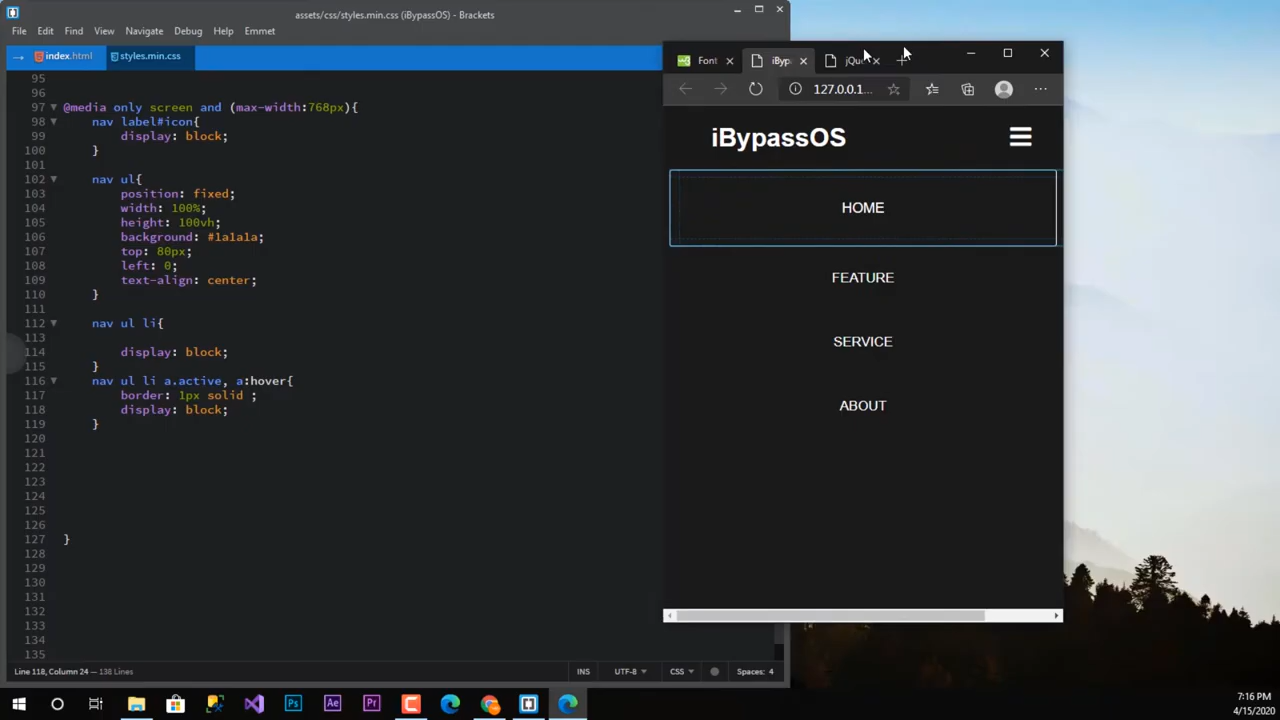 assets/css/styles.min.css (iBypassOS) - Brackets
File Edit Find View Navigate Debug Help Emmet
index.html styles.min.css
95
96
97 @media only screen and (max-width:768px){
98 nav label#icon{
99 display: block;
100 }
101
102 nav ul{
103 position: fixed;
104 width: 100%;
105 height: 100vh;
106 background: #lalala;
107 top: 80px;
108 left: 0;
109 text-align: center;
110 }
111
112 nav ul li{
113
114 display: block;
115 }
116 nav ul li a.active, a:hover{
117 border: 1px solid ;
118 display: block;
119 }
120
121
122
123
124
125
126
127 }
128
129
130
131
132
133
134
135
Line 118, Column 24 — 138 Lines
INS UTF-8 CSS Spaces: 4
Font iByp jQu
127.0.0.1...
iBypassOS
HOME
FEATURE
SERVICE
ABOUT
Ps Ae Pr
7:16 PM
4/15/2020